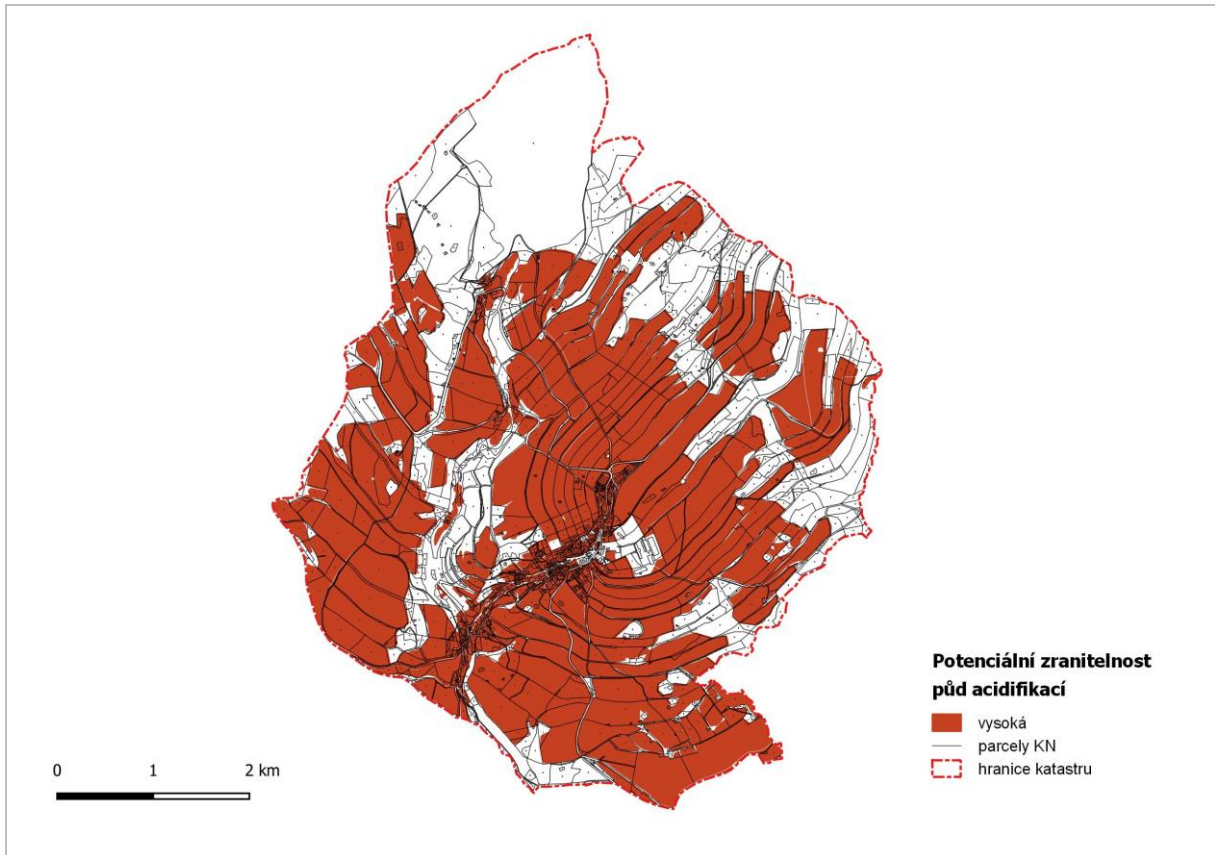 Potenciální zranitelnost
půd acidifikací
vysoká
parcely KN
hranice katastru
0 1 2 km